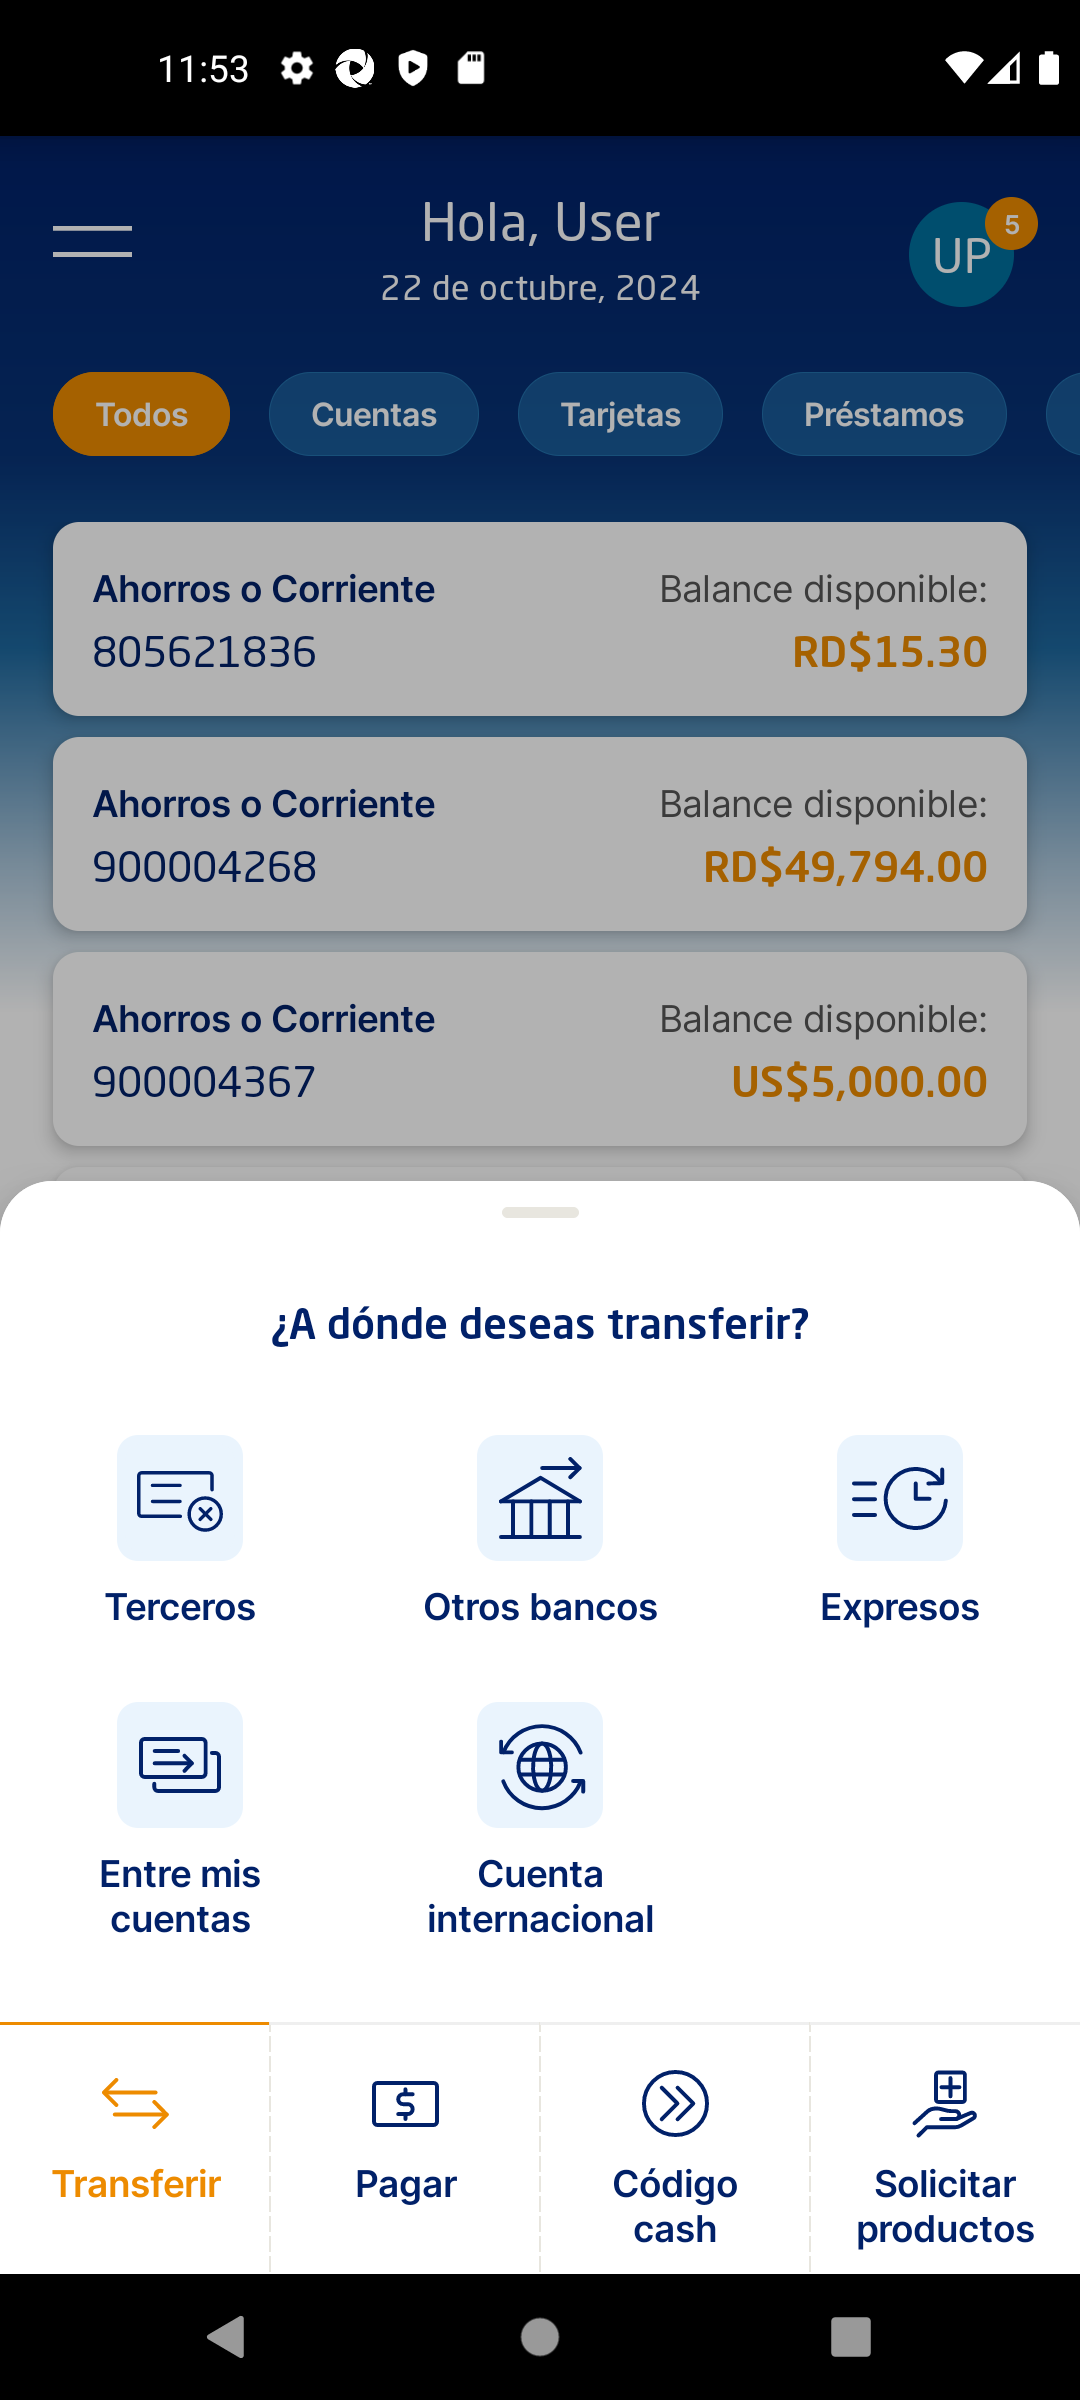 11:53
Hola, User
5
UP
22 de octubre, 2024
Todos
Cuentas
Tarjetas
Préstamos
Ahorros o Corriente
Balance disponible:
805621836
RD$15.30
Ahorros o Corriente
Balance disponible:
900004268
RD$49,794.00
Ahorros o Corriente
Balance disponible:
900004367
US$5,000.00
¿A dónde deseas transferir?
Terceros
Otros bancos
Expresos
Entre mis
cuentas
Cuenta
internacional
Transferir
Pagar
Código
cash
Solicitar
productos